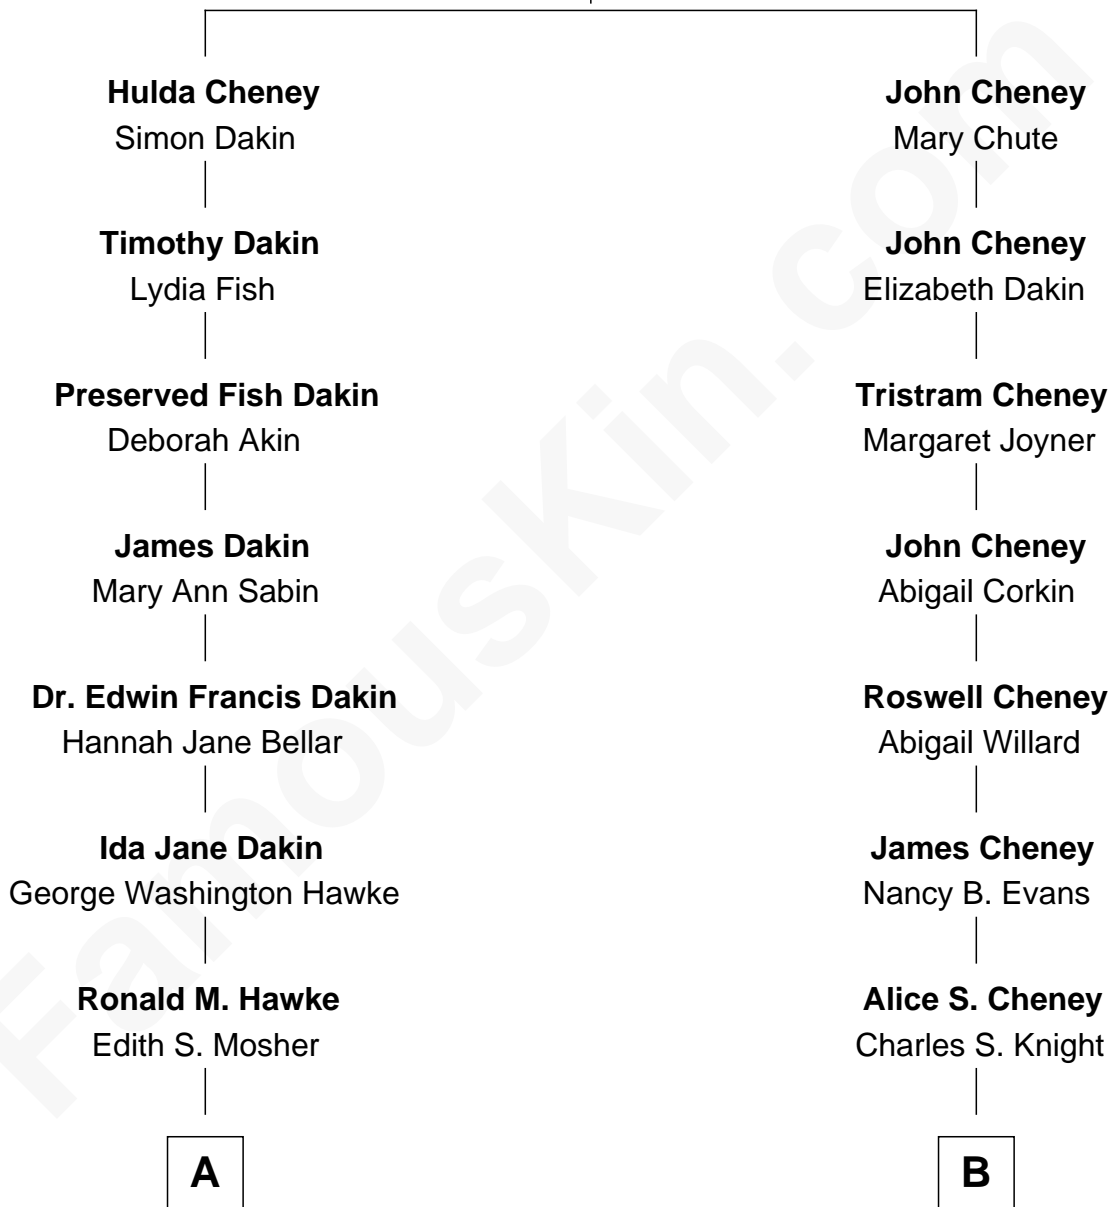 Hulda Cheney
Simon Dakin
Timothy Dakin
Lydia Fish
Preserved Fish Dakin
Deborah Akin
James Dakin
Mary Ann Sabin
Dr. Edwin Francis Dakin
Hannah Jane Bellar
Ida Jane Dakin
George Washington Hawke
Ronald M. Hawke
Edith S. Mosher
A
John Cheney
Mary Chute
John Cheney
Elizabeth Dakin
Tristram Cheney
Margaret Joyner
John Cheney
Abigail Corkin
Roswell Cheney
Abigail Willard
James Cheney
Nancy B. Evans
Alice S. Cheney
Charles S. Knight
B
FamousKin.com